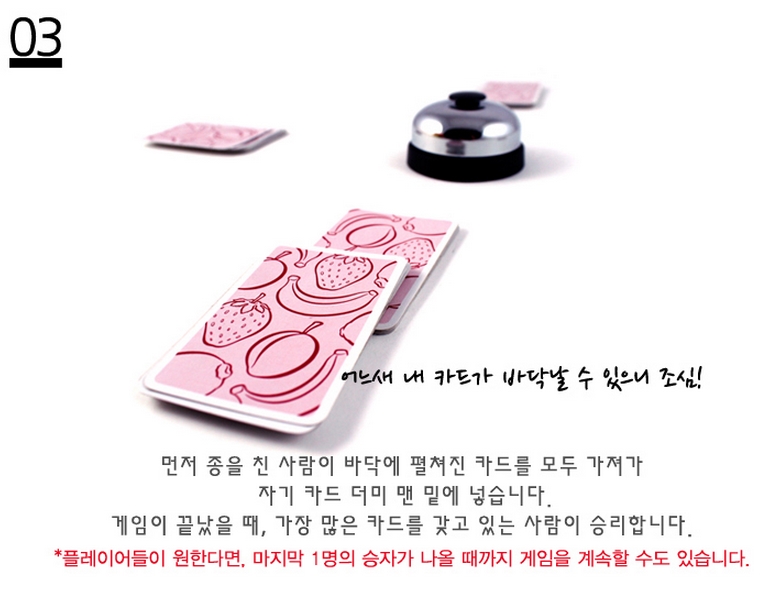 03
어느새 내 카드가 바닥날 수 있으니 조심!
먼저 종을 친 사람이 바닥에 펼쳐진 카드를 모두 가져가
자기 카드 더미 맨 밑에 넣습니다.
게임이 끝났을 때, 가장 많은 카드를 갖고 있는 사람이 승리합니다.
*플레이어들이 원한다면, 마지막 1명의 승자가 나올 때까지 게임을 계속할 수도 있습니다.